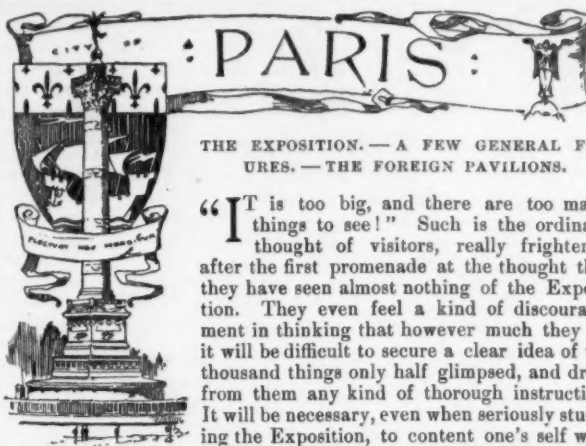 CITY OF
: PARIS :
FLUCTUAT NEC MERGITUR
THE EXPOSITION. — A FEW GENERAL F
URES. — THE FOREIGN PAVILIONS.
“IT is too big, and there are too ma
things to see!” Such is the ordina
thought of visitors, really frighten
after the first promenade at the thought th
they have seen almost nothing of the Expo
tion. They even feel a kind of discoura
ment in thinking that however much they
it will be difficult to secure a clear idea of
thousand things only half glimpsed, and dr
from them any kind of thorough instructi
It will be necessary, even when seriously stu
ing the Exposition, to content one's self w